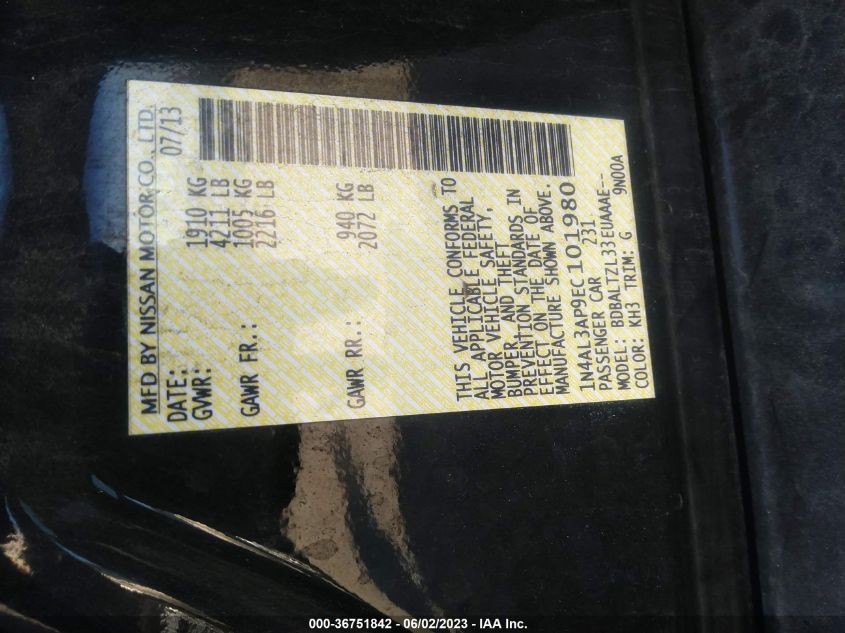 MFD BY NISSAN MOTOR CO., LTD.
DATE: 07/13
GVWR: 1910 KG
4211 LB
GAWR FR.: 1005 KG
2216 LB
GAWR RR.: 940 KG
2072 LB
THIS VEHICLE CONFORMS TO
ALL APPLICABLE FEDERAL
MOTOR VEHICLE SAFETY,
BUMPER, AND THEFT
PREVENTION STANDARDS IN
EFFECT ON THE DATE OF
MANUFACTURE SHOWN ABOVE.
1N4AL3AP9EC101980
PASSENGER CAR 231
MODEL: BDBALTZL33EUAAAE--
COLOR: KH3 TRIM: G 9N00A
000-36751842 - 06/02/2023 - IAA Inc.